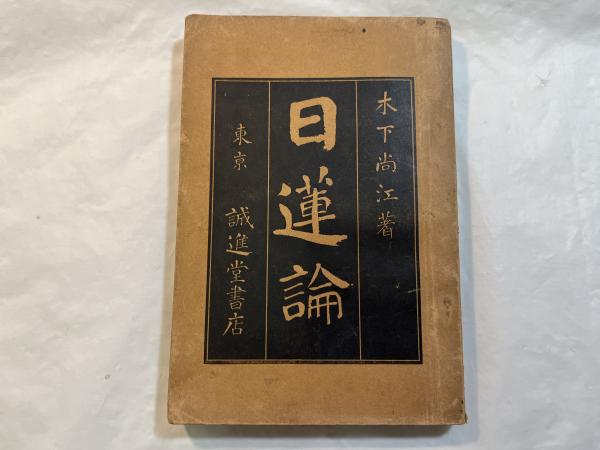 木下尚江著
日蓮論
東京 誠進堂書店